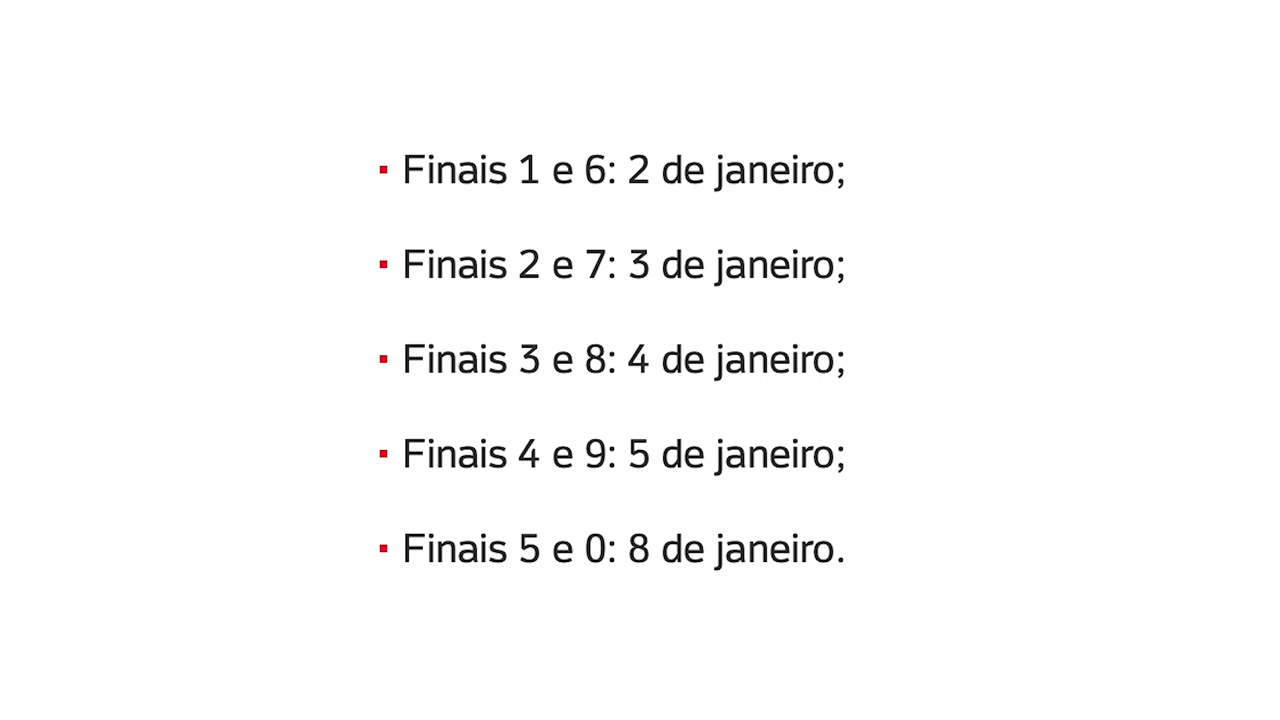 ▪ Finais 1 e 6: 2 de janeiro;
▪ Finais 2 e 7: 3 de janeiro;
▪ Finais 3 e 8: 4 de janeiro;
▪ Finais 4 e 9: 5 de janeiro;
▪ Finais 5 e 0: 8 de janeiro.